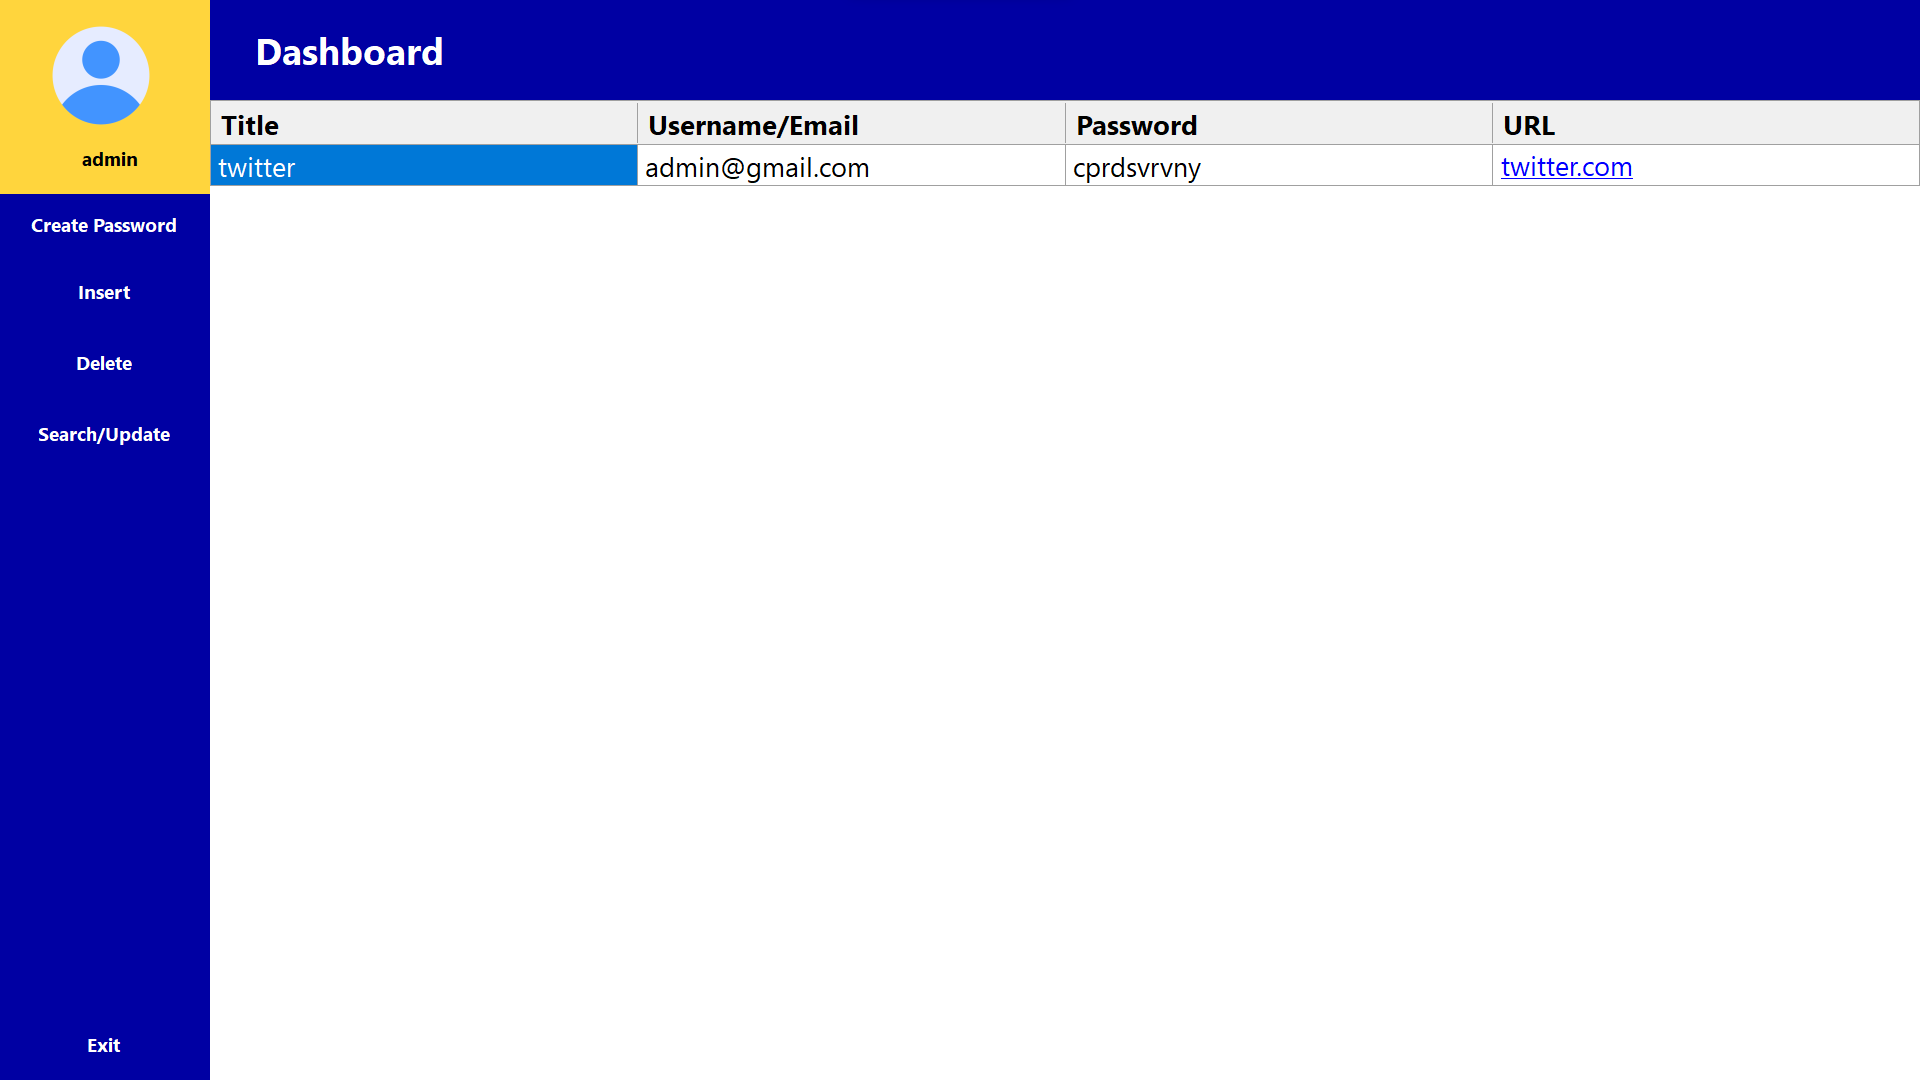 admin
Create Password
Insert
Delete
Search/Update
Exit
Dashboard
Title Username/Email Password URL
twitter admin@gmail.com cprdsvrvny twitter.com